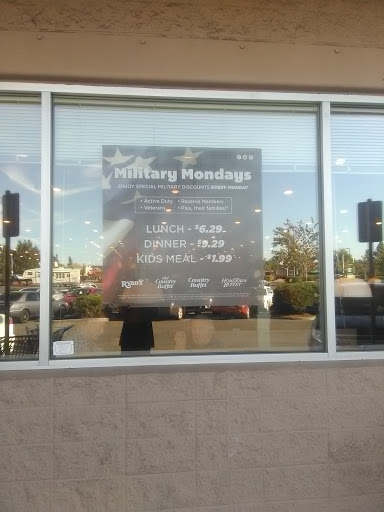 Military Mondays
ENJOY SPECIAL MILITARY DISCOUNTS EVERY MONDAY
• Active Duty • Reserve Members
• Veterans • Plus, their families!*
LUNCH - $6.29
DINNER - $9.29
KIDS MEAL - $1.99
Ryan's Old Country Buffet Country Buffet HomeTown Buffet